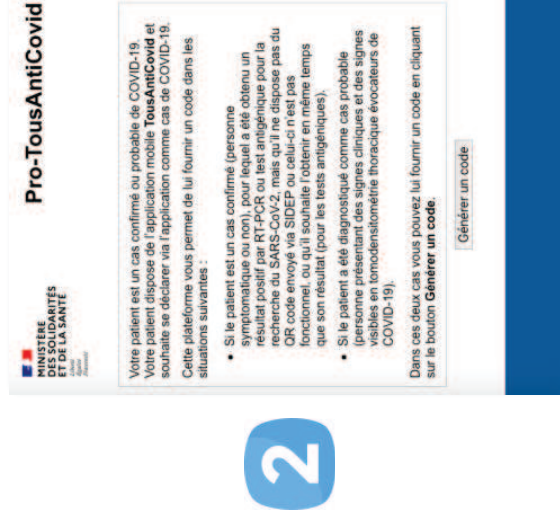 MINISTÈRE
DES SOLIDARITÉS
ET DE LA SANTÉ
Liberté
Égalité
Fraternité
Pro-TousAntiCovid
Votre patient est un cas confirmé ou probable de COVID-19.
Votre patient dispose de l'application mobile TousAntiCovid et
souhaite se déclarer via l'application comme cas de COVID-19.
Cette plateforme vous permet de lui fournir un code dans les
situations suivantes :
• Si le patient est un cas confirmé (personne
symptomatique ou non), pour lequel a été obtenu un
résultat positif par RT-PCR ou test antigénique pour la
recherche du SARS-CoV-2, mais qu'il ne dispose pas du
QR code envoyé via SIDEP ou celui-ci n'est pas
fonctionnel, ou qu'il souhaite l'obtenir en même temps
que son résultat (pour les tests antigéniques).
• Si le patient a été diagnostiqué comme cas probable
(personne présentant des signes cliniques et des signes
visibles en tomodensitométrie thoracique évocateurs de
COVID-19).
Dans ces deux cas vous pouvez lui fournir un code en cliquant
sur le bouton Générer un code.
Générer un code
2